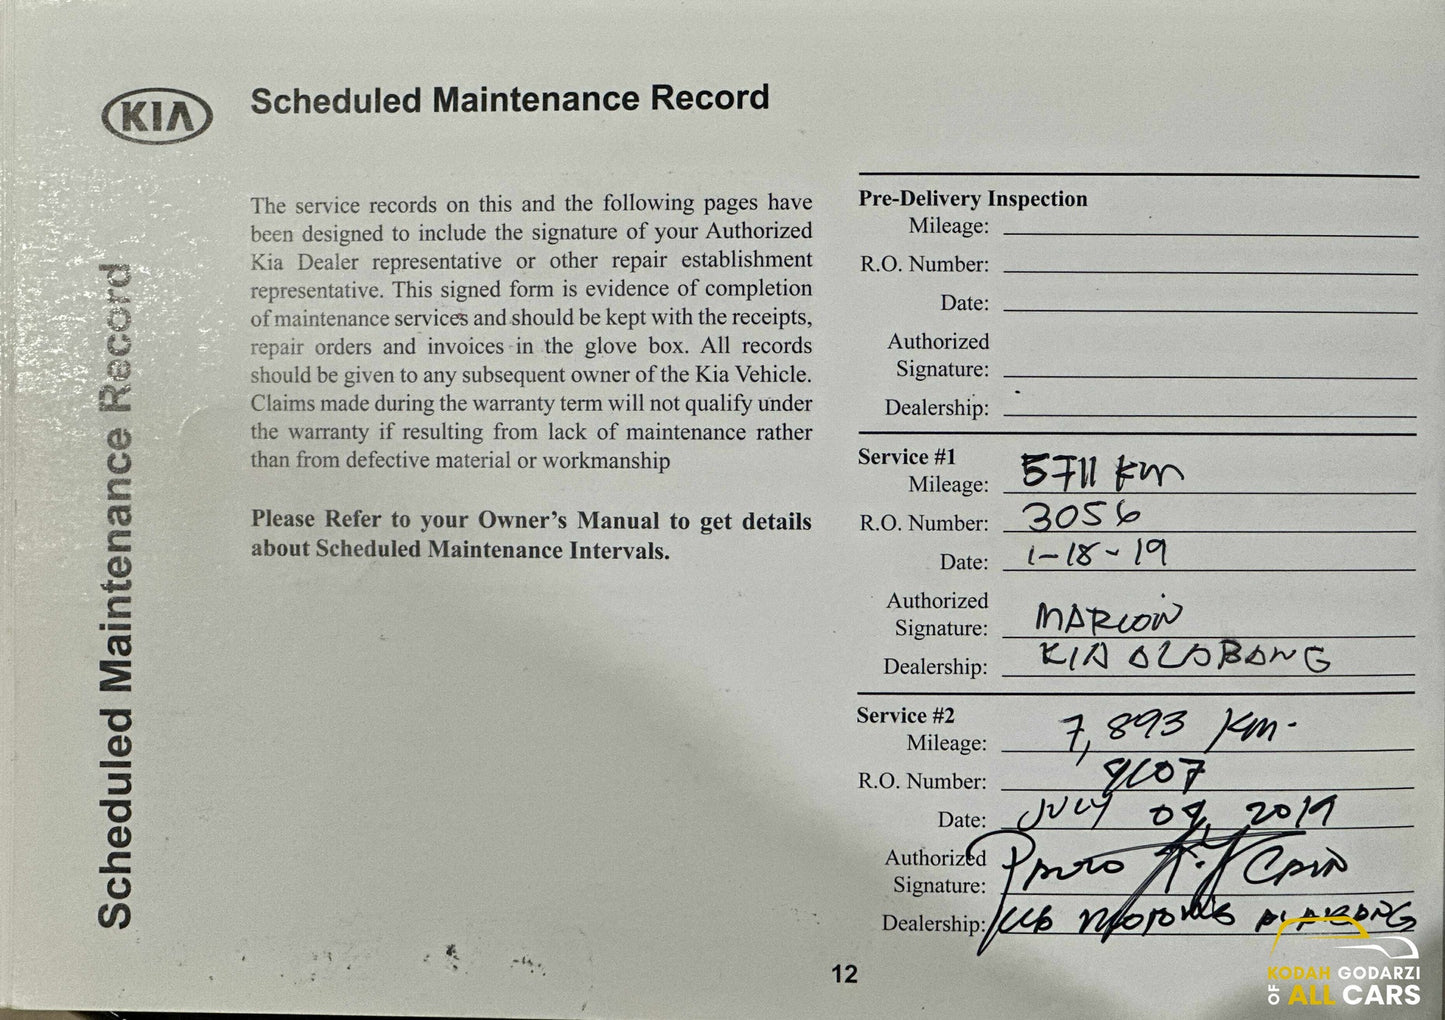 KIA
Scheduled Maintenance Record
Scheduled Maintenance Record
The service records on this and the following pages have
been designed to include the signature of your Authorized
Kia Dealer representative or other repair establishment
representative. This signed form is evidence of completion
of maintenance services and should be kept with the receipts,
repair orders and invoices in the glove box. All records
should be given to any subsequent owner of the Kia Vehicle.
Claims made during the warranty term will not qualify under
the warranty if resulting from lack of maintenance rather
than from defective material or workmanship
Please Refer to your Owner's Manual to get details
about Scheduled Maintenance Intervals.
Pre-Delivery Inspection
Mileage:
R.O. Number:
Date:
Authorized
Signature:
Dealership:
Service #1
Mileage: 5711 km
R.O. Number: 3056
Date: 1-18-19
Authorized
Signature: MARLON
Dealership: KIA ALABANG
Service #2
Mileage: 7,893 km.
R.O. Number:
Date: JULY 2019
Authorized
Signature:
Dealership: MOTORS ALABANG
12
KODAH GODARZI
OF ALL CARS